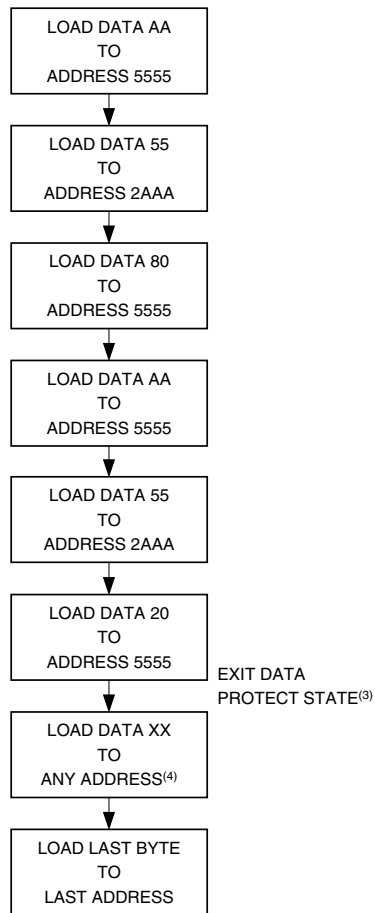 LOAD DATA AA
TO
ADDRESS 5555
LOAD DATA 55
TO
ADDRESS 2AAA
LOAD DATA 80
TO
ADDRESS 5555
LOAD DATA AA
TO
ADDRESS 5555
LOAD DATA 55
TO
ADDRESS 2AAA
LOAD DATA 20
TO
ADDRESS 5555
EXIT DATA
PROTECT STATE(3)
LOAD DATA XX
TO
ANY ADDRESS(4)
LOAD LAST BYTE
TO
LAST ADDRESS